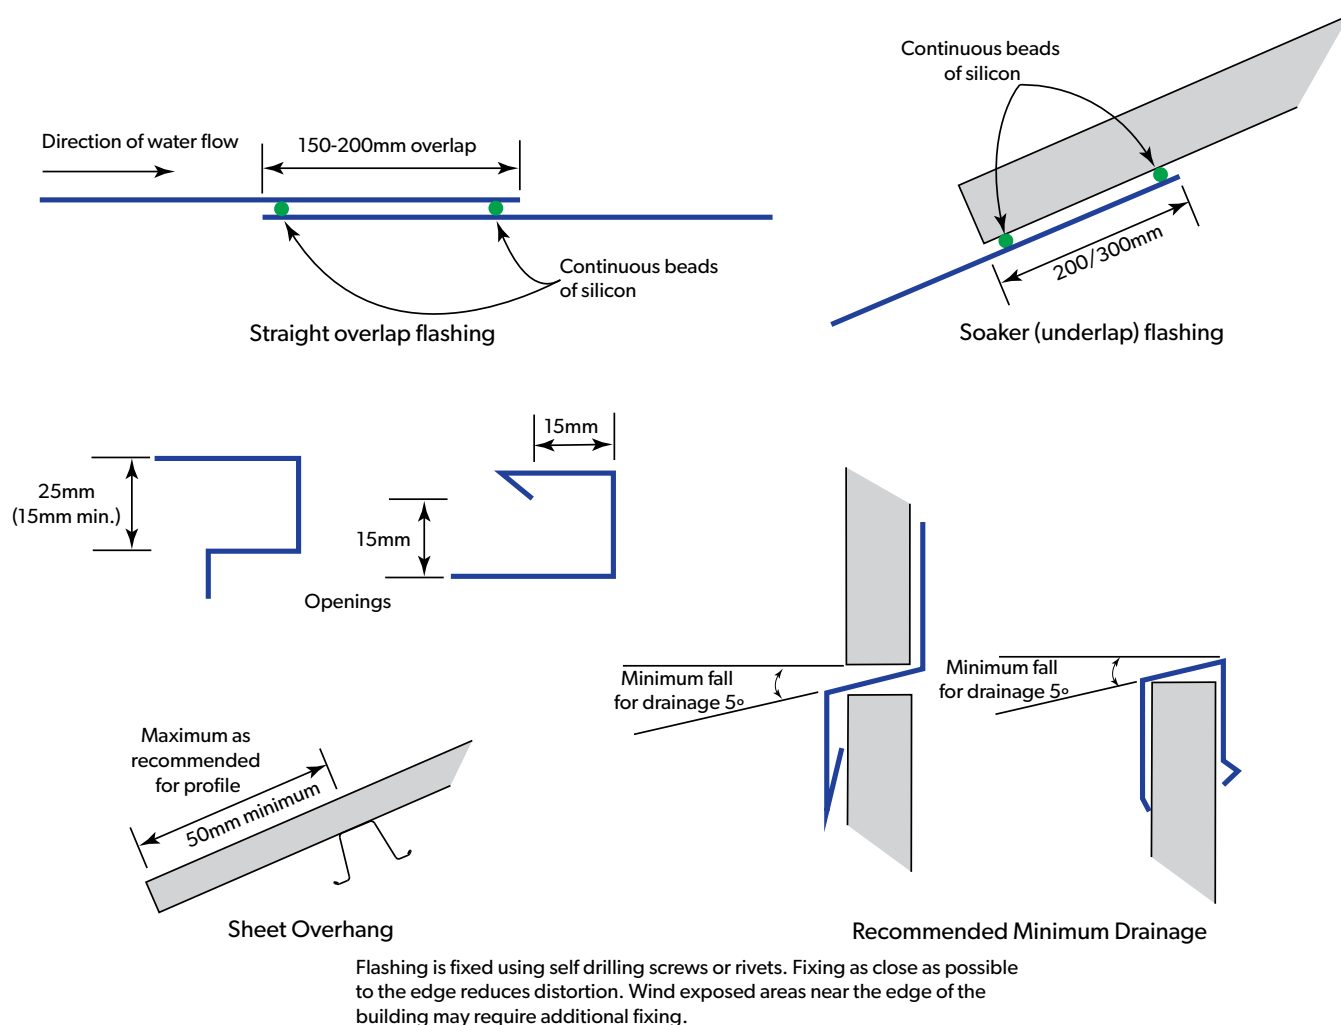 Continuous beads
of silicon
Direction of water flow
150-200mm overlap
200/300mm
Continuous beads
of silicon
Straight overlap flashing
Soaker (underlap) flashing
15mm
25mm
(15mm min.)
15mm
Openings
Minimum fall
for drainage 5º
Minimum fall
for drainage 5º
Maximum as
recommended
for profile
50mm minimum
Sheet Overhang
Recommended Minimum Drainage
Flashing is fixed using self drilling screws or rivets. Fixing as close as possible
to the edge reduces distortion. Wind exposed areas near the edge of the
building may require additional fixing.